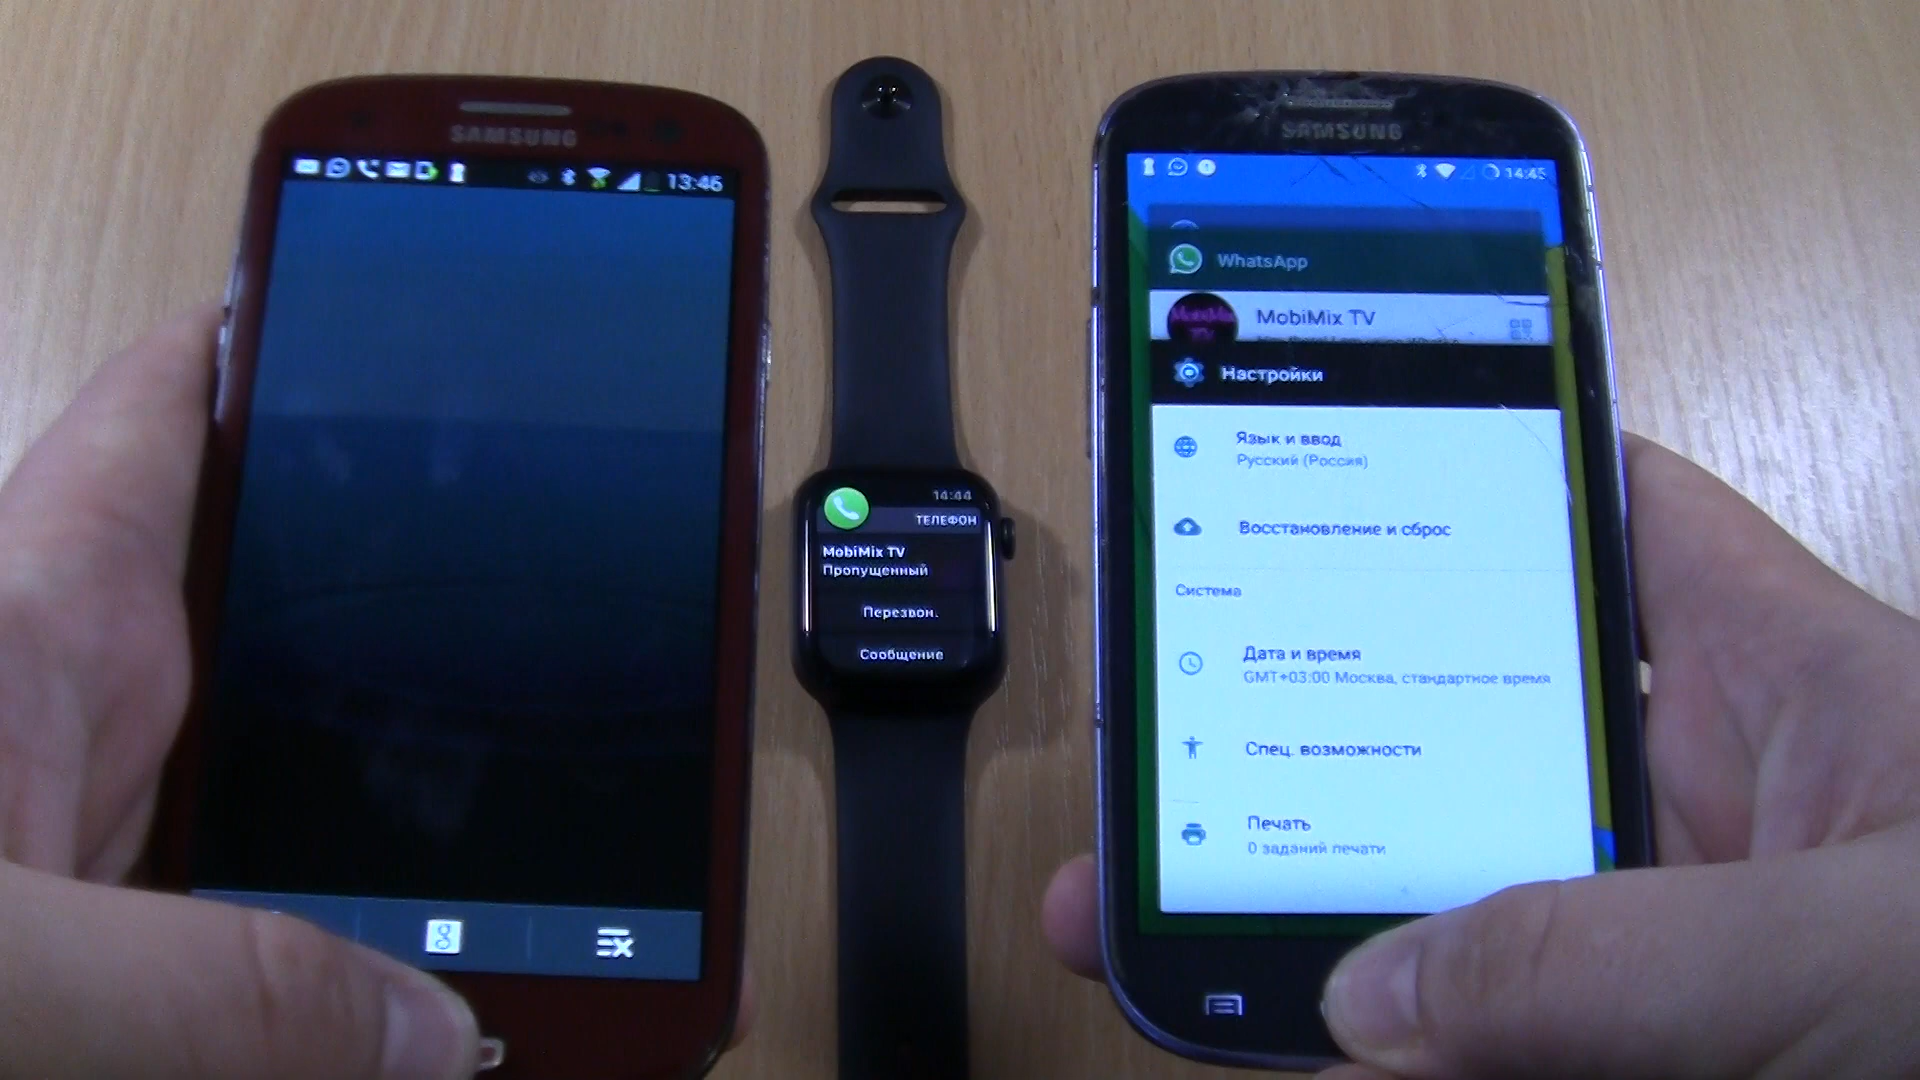 SAMSUNG
13:46
14:44
ТЕЛЕФОН
MobiMix TV
Пропущенный
Перезвон.
Сообщение
SAMSUNG
14:45
WhatsApp
MobiMix TV
MobiMix TV
Настройки
Язык и ввод
Русский (Россия)
Восстановление и сброс
Система
Дата и время
GMT+03:00 Москва, стандартное время
Спец. возможности
Печать
0 заданий печати